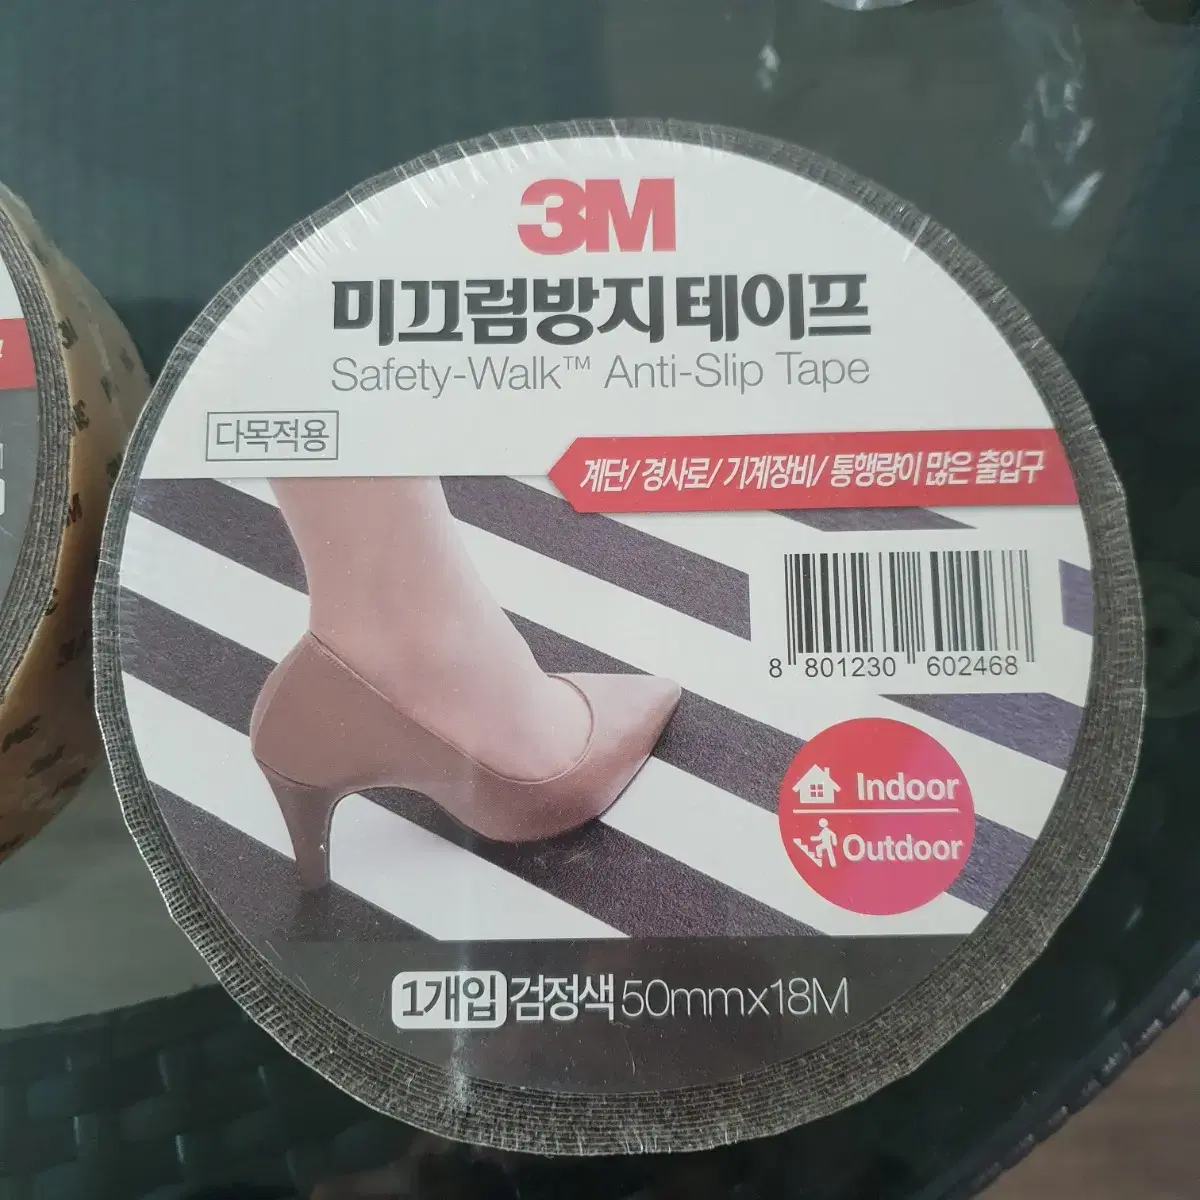 3M
미끄럼방지테이프
Safety-Walk™ Anti-Slip Tape
다목적용
계단/ 경사로/ 기계장비/ 통행량이 많은 출입구
8 801230 602468
Indoor
Outdoor
1개입 검정색 50mmx18M